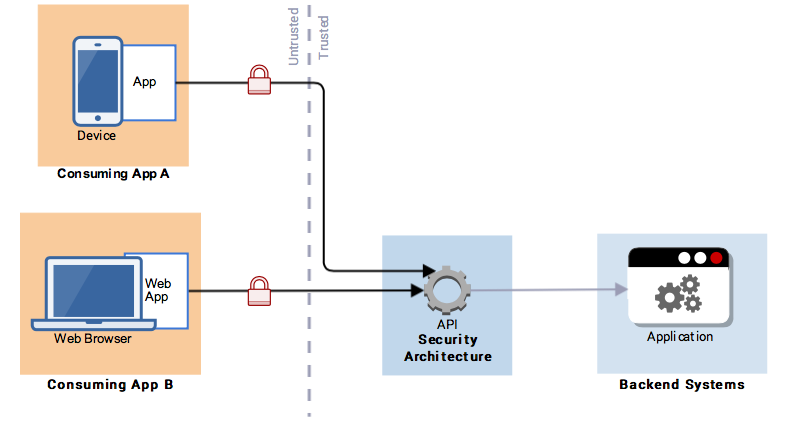 Untrusted
Trusted
App
Device
Consuming App A
Web
App
Web Browser
Consuming App B
API
Security
Architecture
Application
Backend Systems